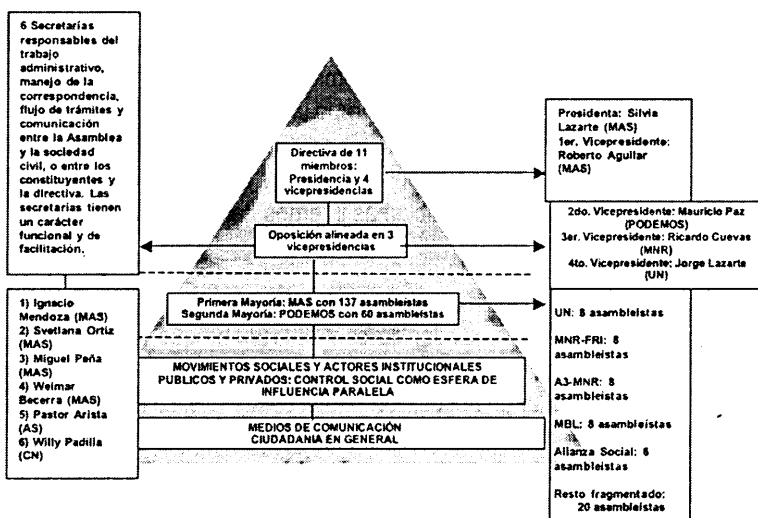 6 Secretarías
responsables del
trabajo
administrativo,
manejo de la
correspondencia,
flujo de trámites y
comunicación
entre la Asamblea
y la sociedad
civil, o entre los
constituyentes y
la directiva. Las
secretarías tienen
un carácter
funcional y de
facilitación.
Directiva de 11
miembros:
Presidencia y 4
vicepresidencias
Presidenta: Silvia
Lazarte (MAS)
1er. Vicepresidente:
Roberto Aguilar
(MAS)
Oposición alineada en 3
vicepresidencias
2do. Vicepresidente: Mauricio Paz
(PODEMOS)
3er. Vicepresidente: Ricardo Cuevas
(MNR)
4to. Vicepresidente: Jorge Lazarte
(UN)
1) Ignacio
Mendoza (MAS)
2) Svetlana Ortiz
(MAS)
3) Miguel Peña
(MAS)
4) Weimar
Becerra (MAS)
5) Pastor Arista
(AS)
6) Willy Padilla
(CN)
Primera Mayoría: MAS con 137 asambleístas
Segunda Mayoría: PODEMOS con 60 asambleístas
MOVIMIENTOS SOCIALES Y ACTORES INSTITUCIONALES
PUBLICOS Y PRIVADOS: CONTROL SOCIAL COMO ESFERA DE
INFLUENCIA PARALELA
MEDIOS DE COMUNICACIÓN
CIUDADANIA EN GENERAL
UN: 8 asambleístas
MNR-FRI: 8
asambleístas
A3-MNR: 8
asambleístas
MBL: 8 asambleístas
Alianza Social: 6
asambleístas
Resto fragmentado:
20 asambleístas